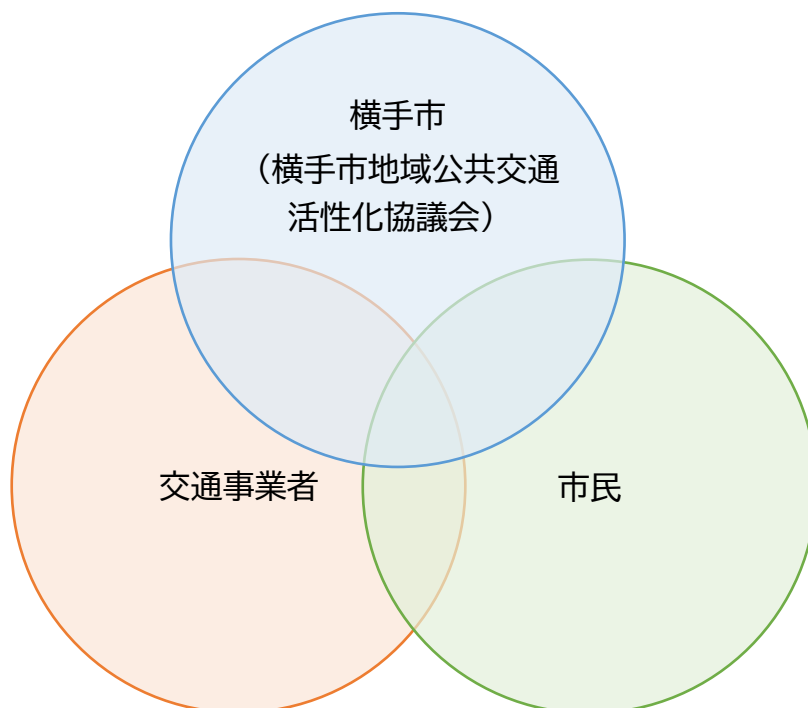 横手市
（横手市地域公共交通
活性化協議会）
交通事業者
市民